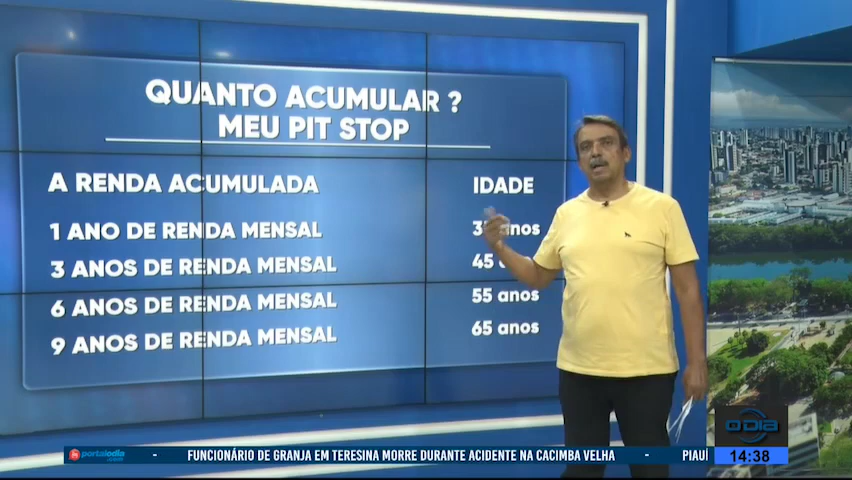 QUANTO ACUMULAR ?
MEU PIT STOP
A RENDA ACUMULADA IDADE
1 ANO DE RENDA MENSAL anos
3 ANOS DE RENDA MENSAL 45
6 ANOS DE RENDA MENSAL 55 anos
9 ANOS DE RENDA MENSAL 65 anos
O DIA
portalodia .com - FUNCIONÁRIO DE GRANJA EM TERESINA MORRE DURANTE ACIDENTE NA CACIMBA VELHA - PIAUÍ 14:38